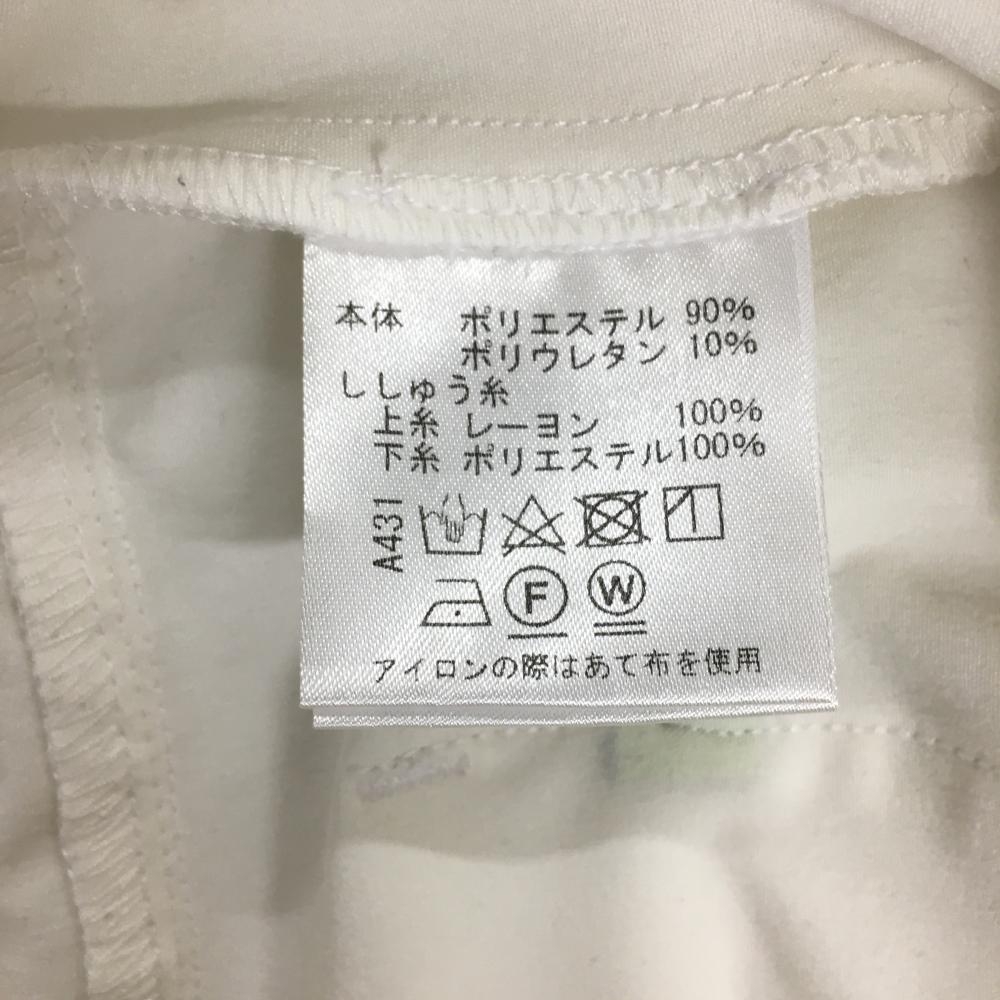 本体 ポリエステル 90%
ポリウレタン 10%
ししゅう糸
上糸 レーヨン 100%
下糸 ポリエステル100%
A431
F W
アイロンの際はあて布を使用